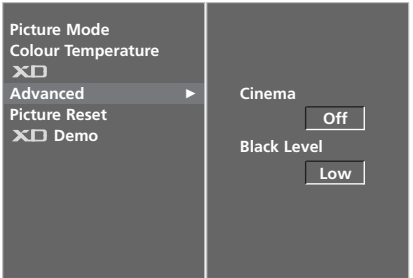 Picture Mode
Colour Temperature
XD
Advanced ►
Picture Reset
XD Demo
Cinema
Off
Black Level
Low